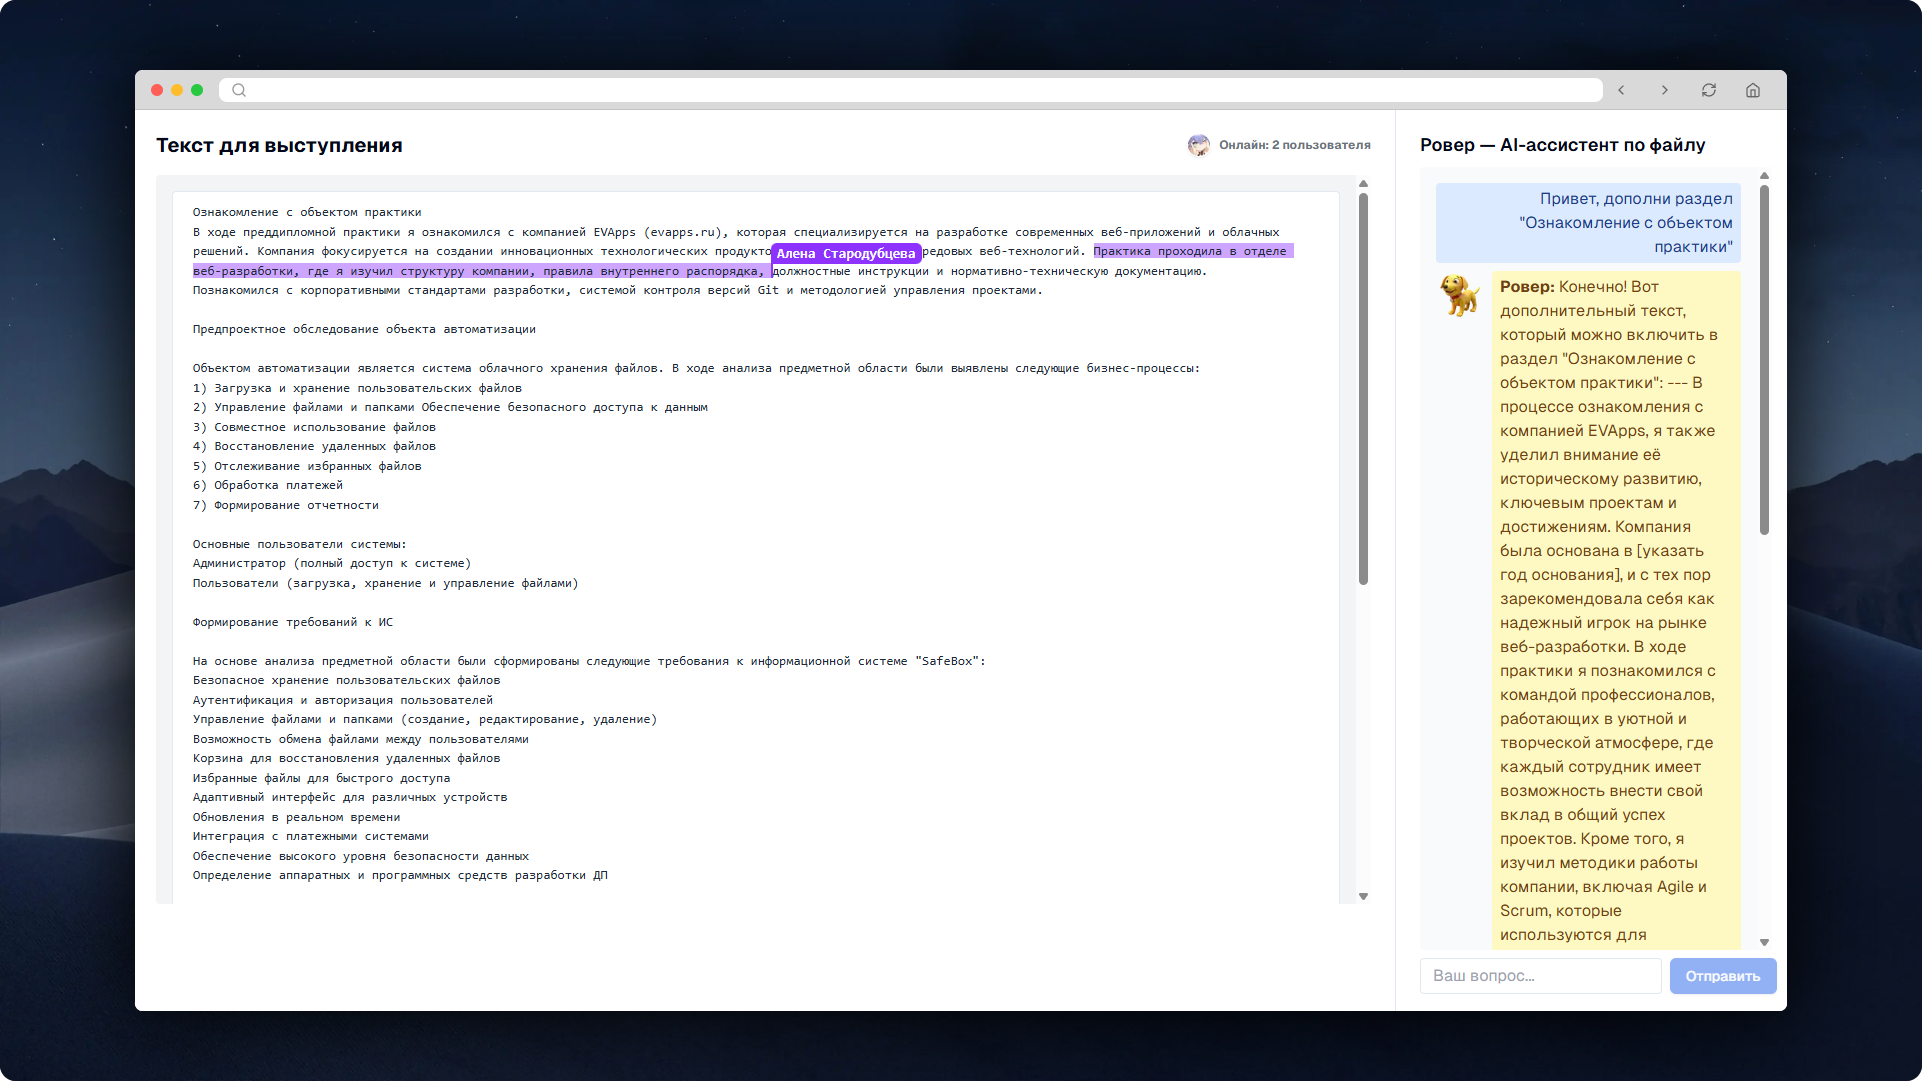 Текст для выступления
Онлайн: 2 пользователя
Ознакомление с объектом практики
В ходе преддипломной практики я ознакомился с компанией EVApps (evapps.ru), которая специализируется на разработке современных веб-приложений и облачных
решений. Компания фокусируется на создании инновационных технологических продукто редовых веб-технологий. Практика проходила в отделе
Алена Стародубцева
веб-разработки, где я изучил структуру компании, правила внутреннего распорядка, должностные инструкции и нормативно-техническую документацию.
Познакомился с корпоративными стандартами разработки, системой контроля версий Git и методологией управления проектами.
Предпроектное обследование объекта автоматизации
Объектом автоматизации является система облачного хранения файлов. В ходе анализа предметной области были выявлены следующие бизнес-процессы:
1) Загрузка и хранение пользовательских файлов
2) Управление файлами и папками Обеспечение безопасного доступа к данным
3) Совместное использование файлов
4) Восстановление удаленных файлов
5) Отслеживание избранных файлов
6) Обработка платежей
7) Формирование отчетности
Основные пользователи системы:
Администратор (полный доступ к системе)
Пользователи (загрузка, хранение и управление файлами)
Формирование требований к ИС
На основе анализа предметной области были сформированы следующие требования к информационной системе "SafeBox":
Безопасное хранение пользовательских файлов
Аутентификация и авторизация пользователей
Управление файлами и папками (создание, редактирование, удаление)
Возможность обмена файлами между пользователями
Корзина для восстановления удаленных файлов
Избранные файлы для быстрого доступа
Адаптивный интерфейс для различных устройств
Обновления в реальном времени
Интеграция с платежными системами
Обеспечение высокого уровня безопасности данных
Определение аппаратных и программных средств разработки ДП
Ровер — AI-ассистент по файлу
Привет, дополни раздел
"Ознакомление с объектом
практики"
Ровер: Конечно! Вот
дополнительный текст,
который можно включить в
раздел "Ознакомление с
объектом практики": --- В
процессе ознакомления с
компанией EVApps, я также
уделил внимание её
историческому развитию,
ключевым проектам и
достижениям. Компания
была основана в [указать
год основания], и с тех пор
зарекомендовала себя как
надежный игрок на рынке
веб-разработки. В ходе
практики я познакомился с
командой профессионалов,
работающих в уютной и
творческой атмосфере, где
каждый сотрудник имеет
возможность внести свой
вклад в общий успех
проектов. Кроме того, я
изучил методики работы
компании, включая Agile и
Scrum, которые
используются для
Ваш вопрос...
Отправить